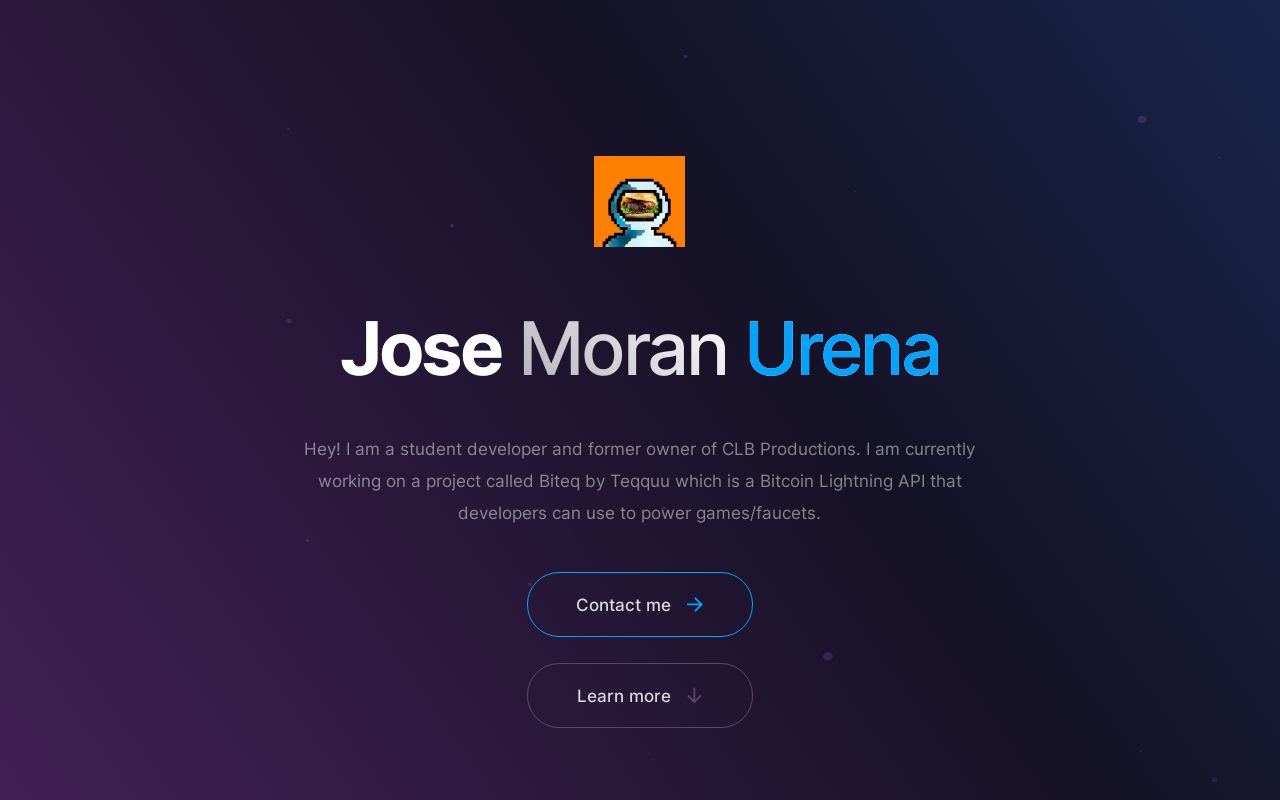 Jose Moran Urena
Hey! I am a student developer and former owner of CLB Productions. I am currently
working on a project called Biteq by Teqquu which is a Bitcoin Lightning API that
developers can use to power games/faucets.
Contact me
Learn more